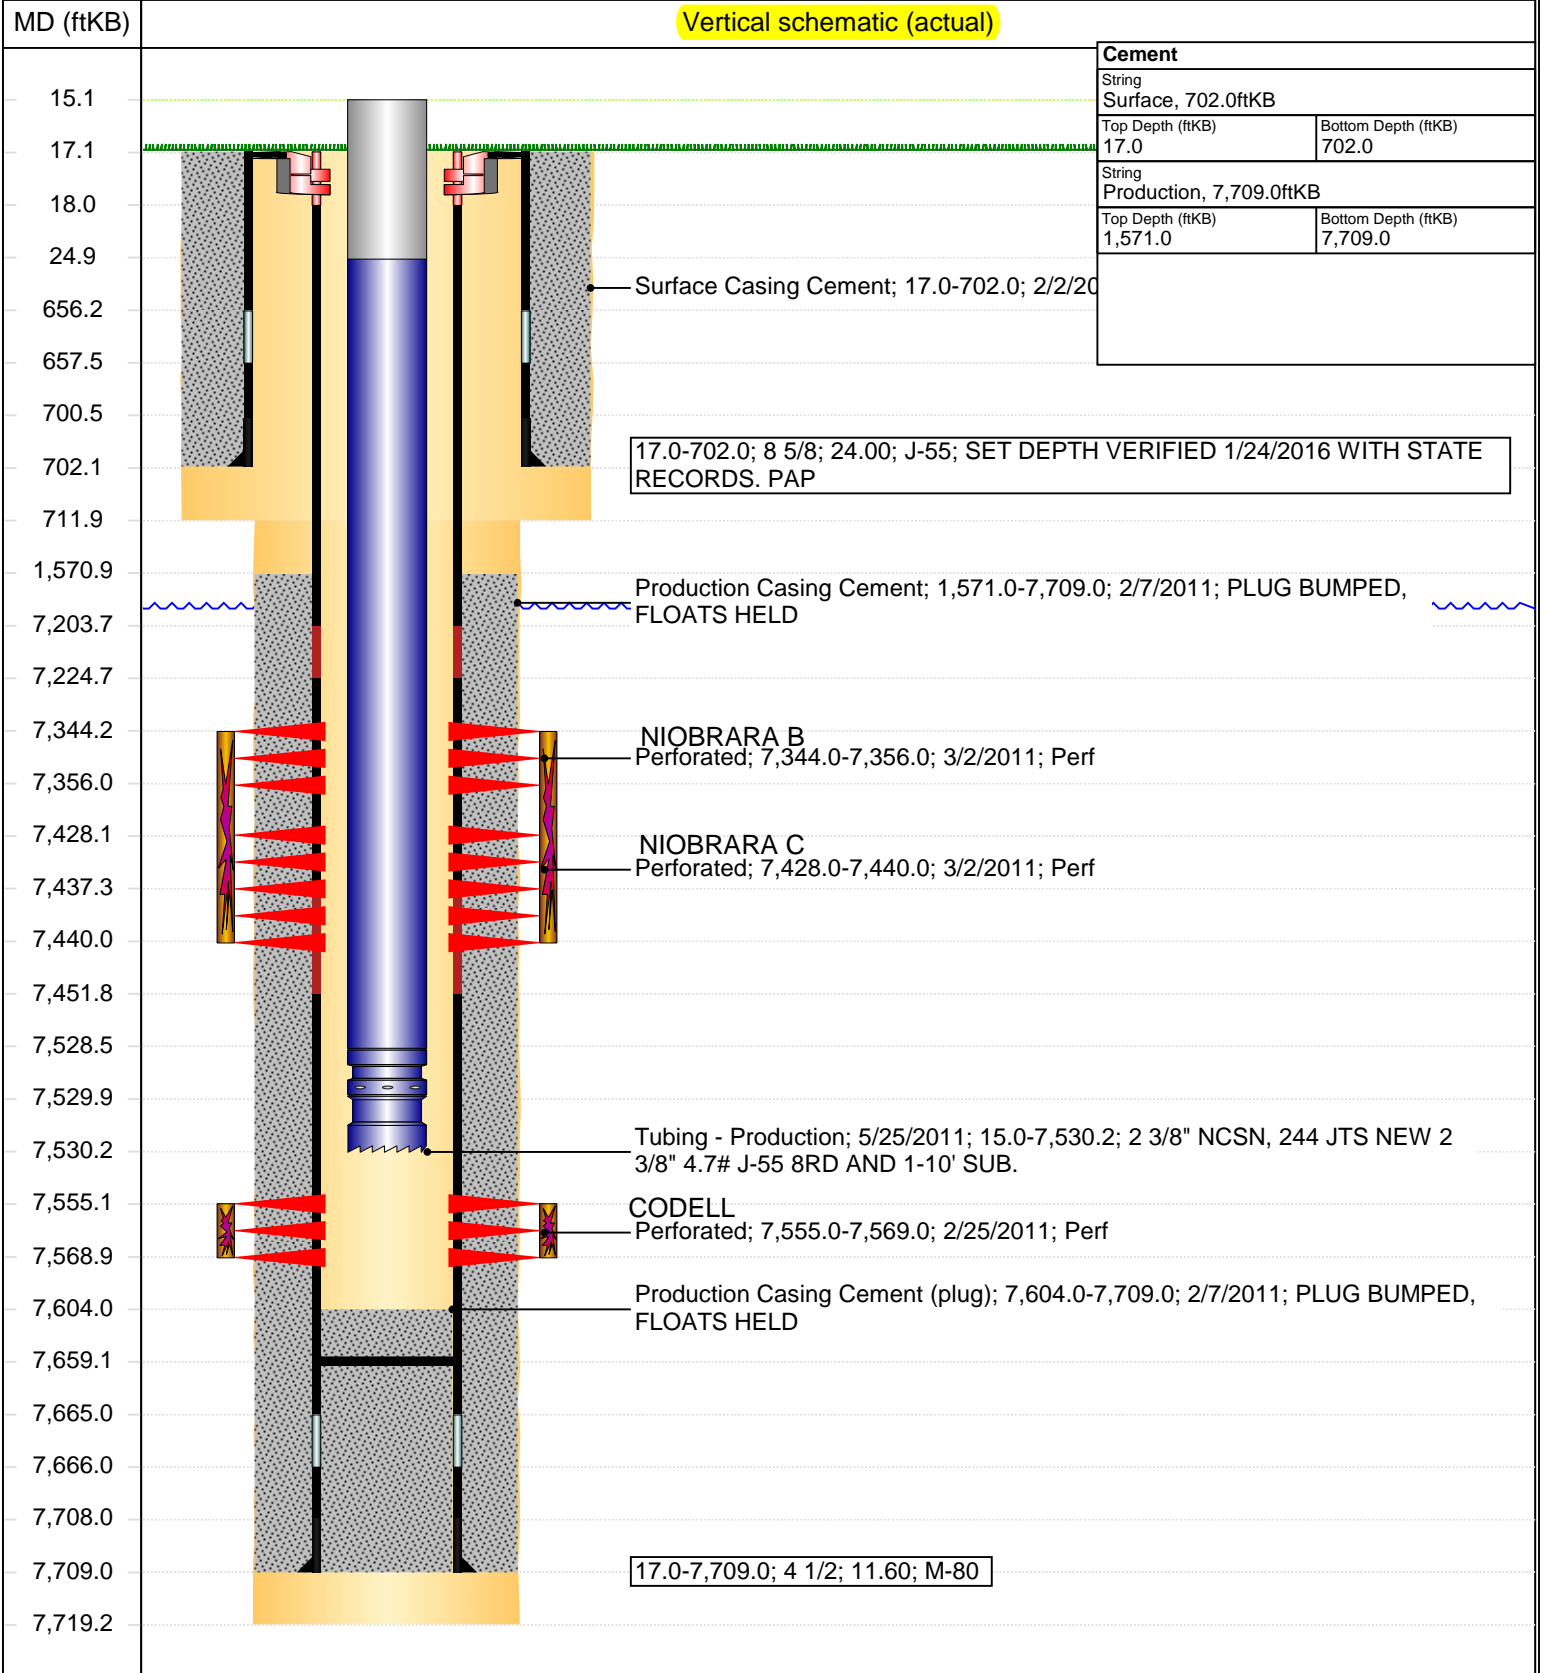 MD (ftKB)
Vertical schematic (actual)
Cement
String
Surface, 702.0ftKB
Top Depth (ftKB)
17.0
Bottom Depth (ftKB)
702.0
String
Production, 7,709.0ftKB
Top Depth (ftKB)
1,571.0
Bottom Depth (ftKB)
7,709.0
15.1
17.1
18.0
24.9
Surface Casing Cement; 17.0-702.0; 2/2/20
656.2
657.5
700.5
17.0-702.0; 8 5/8; 24.00; J-55; SET DEPTH VERIFIED 1/24/2016 WITH STATE
RECORDS. PAP
702.1
711.9
1,570.9
Production Casing Cement; 1,571.0-7,709.0; 2/7/2011; PLUG BUMPED,
FLOATS HELD
7,203.7
7,224.7
7,344.2
NIOBRARA B
Perforated; 7,344.0-7,356.0; 3/2/2011; Perf
7,356.0
7,428.1
NIOBRARA C
Perforated; 7,428.0-7,440.0; 3/2/2011; Perf
7,437.3
7,440.0
7,451.8
7,528.5
7,529.9
Tubing - Production; 5/25/2011; 15.0-7,530.2; 2 3/8" NCSN, 244 JTS NEW 2
3/8" 4.7# J-55 8RD AND 1-10' SUB.
7,530.2
7,555.1
CODELL
Perforated; 7,555.0-7,569.0; 2/25/2011; Perf
7,568.9
Production Casing Cement (plug); 7,604.0-7,709.0; 2/7/2011; PLUG BUMPED,
FLOATS HELD
7,604.0
7,659.1
7,665.0
7,666.0
7,708.0
7,709.0
17.0-7,709.0; 4 1/2; 11.60; M-80
7,719.2